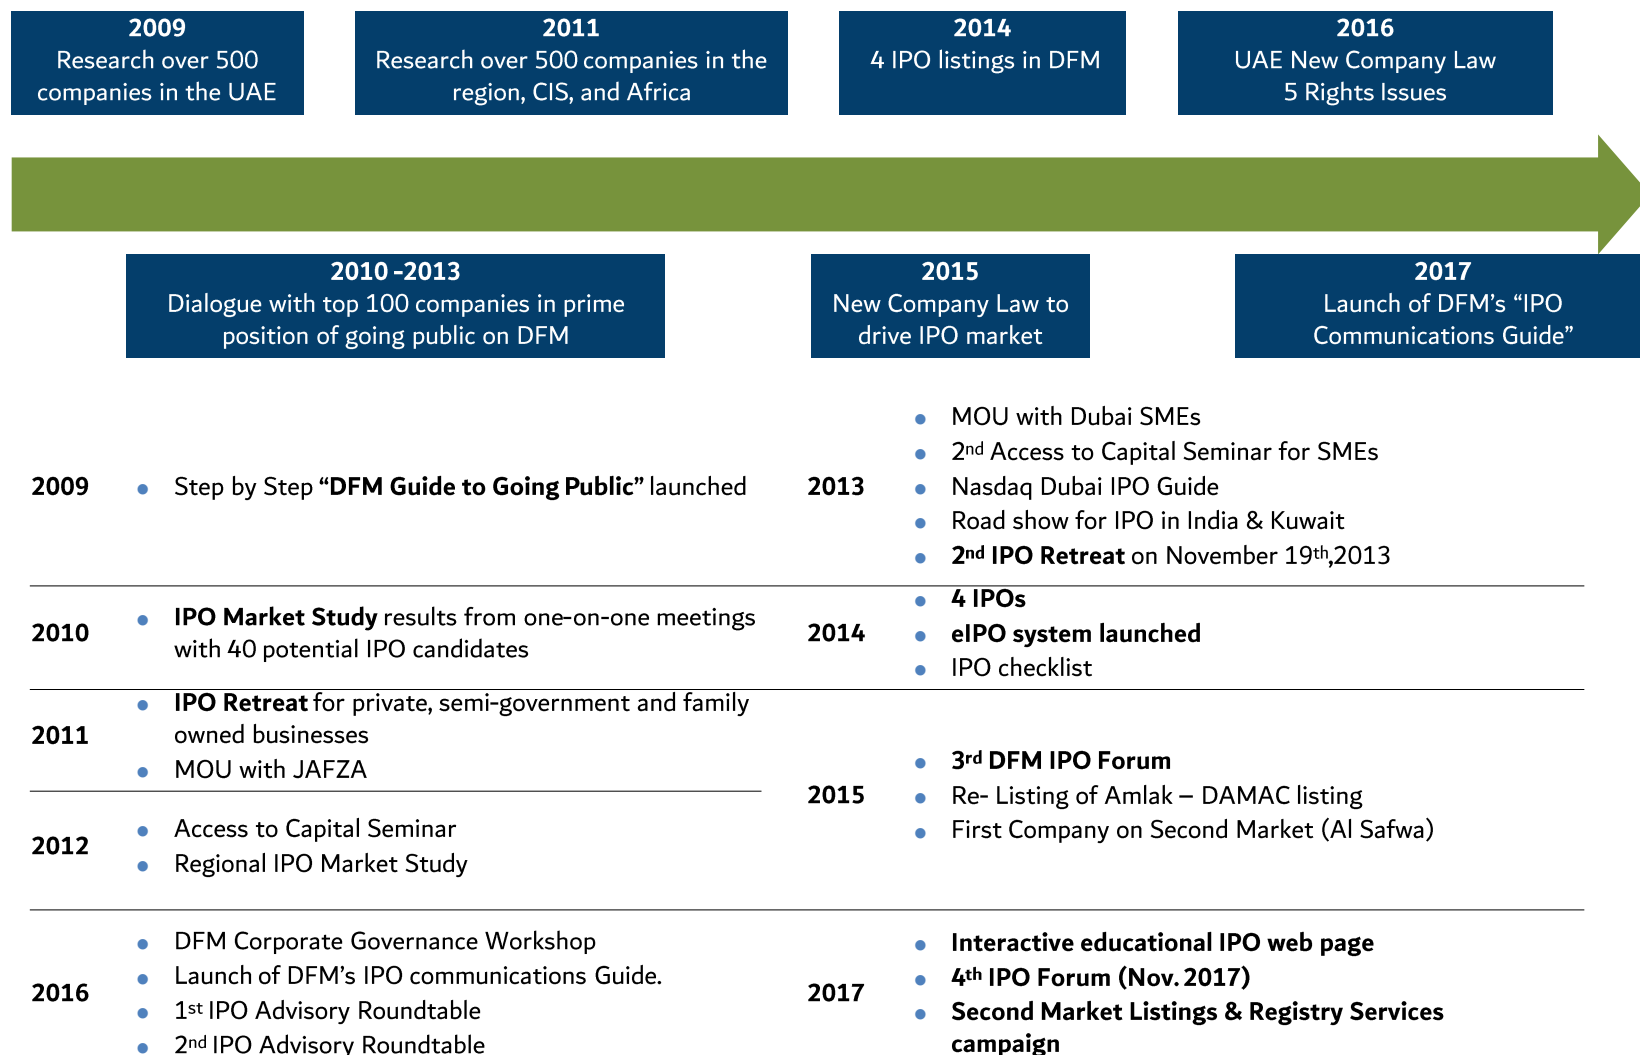 2009
Research over 500
companies in the UAE
2011
Research over 500 companies in the
region, CIS, and Africa
2014
4 IPO listings in DFM
2016
UAE New Company Law
5 Rights Issues
2010 -2013
Dialogue with top 100 companies in prime
position of going public on DFM
2015
New Company Law to
drive IPO market
2017
Launch of DFM’s “IPO
Communications Guide”
2009
• Step by Step “DFM Guide to Going Public” launched
2010
• IPO Market Study results from one-on-one meetings
with 40 potential IPO candidates
2011
• IPO Retreat for private, semi-government and family
owned businesses
• MOU with JAFZA
2012
• Access to Capital Seminar
• Regional IPO Market Study
2016
• DFM Corporate Governance Workshop
• Launch of DFM’s IPO communications Guide.
• 1st IPO Advisory Roundtable
• 2nd IPO Advisory Roundtable
2013
• MOU with Dubai SMEs
• 2nd Access to Capital Seminar for SMEs
• Nasdaq Dubai IPO Guide
• Road show for IPO in India & Kuwait
• 2nd IPO Retreat on November 19th,2013
2014
• 4 IPOs
• eIPO system launched
• IPO checklist
2015
• 3rd DFM IPO Forum
• Re- Listing of Amlak – DAMAC listing
• First Company on Second Market (Al Safwa)
2017
• Interactive educational IPO web page
• 4th IPO Forum (Nov. 2017)
• Second Market Listings & Registry Services
campaign